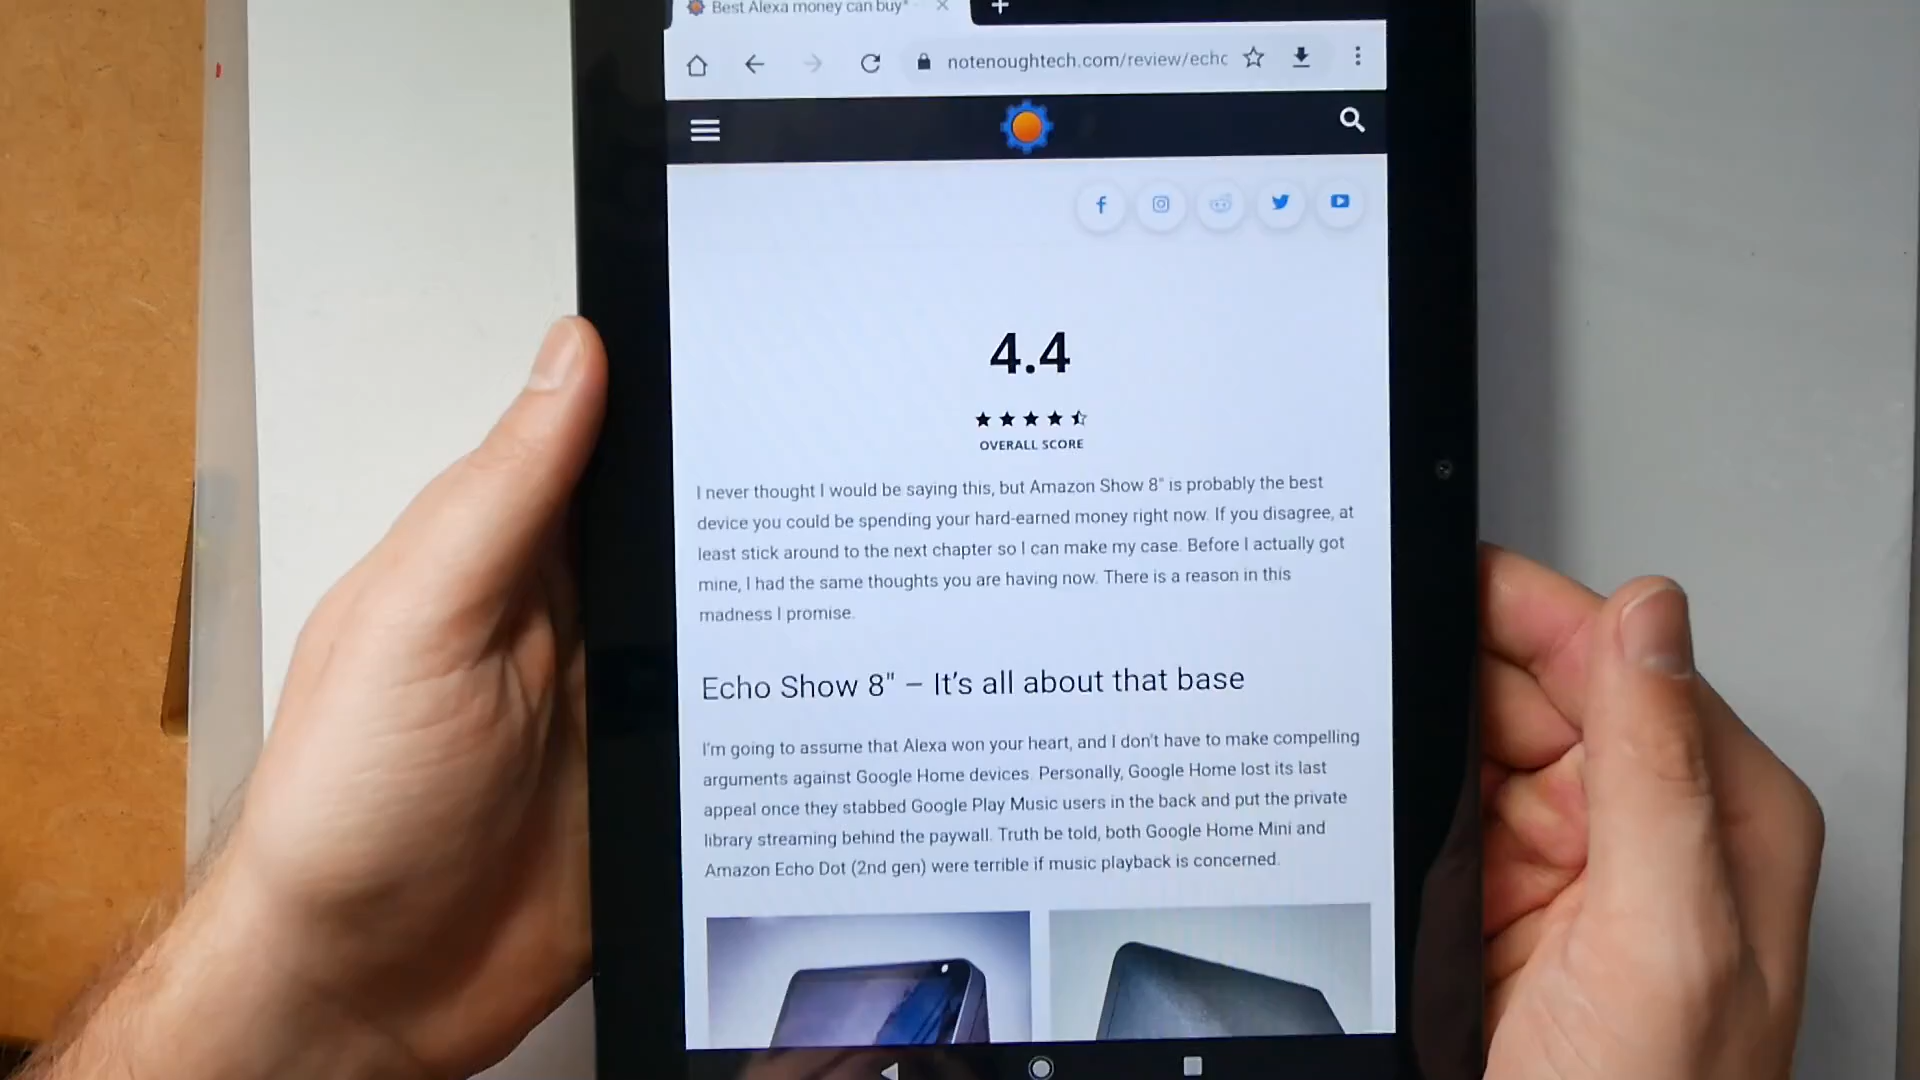 Best Alexa money can buy"
notenoughtech.com/review/echo
4.4
OVERALL SCORE
I never thought I would be saying this, but Amazon Show 8" is probably the best
device you could be spending your hard-earned money right now. If you disagree, at
least stick around to the next chapter so I can make my case. Before I actually got
mine, I had the same thoughts you are having now. There is a reason in this
madness I promise.
Echo Show 8" – It's all about that base
I'm going to assume that Alexa won your heart, and I don't have to make compelling
arguments against Google Home devices. Personally, Google Home lost its last
appeal once they stabbed Google Play Music users in the back and put the private
library streaming behind the paywall. Truth be told, both Google Home Mini and
Amazon Echo Dot (2nd gen) were terrible if music playback is concerned.